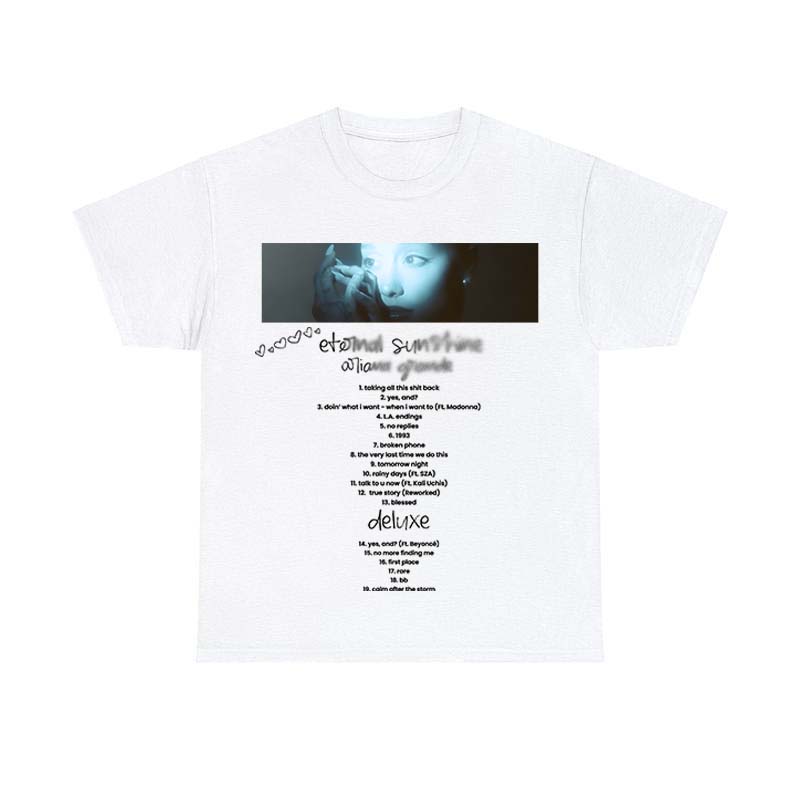 eternal sunshine
ariana grande
1. taking all this shit back
2. yes, and?
3. doin' what i want - when i want to (Ft. Madonna)
4. L.A. endings
5. no replies
6. 1993
7. broken phone
8. the very last time we do this
9. tomorrow night
10. rainy days (Ft. SZA)
11. talk to u now (Ft. Kali Uchis)
12. true story (Reworked)
13. blessed
deluxe
14. yes, and? (Ft. Beyoncé)
15. no more finding me
16. first place
17. rare
18. bb
19. calm after the storm